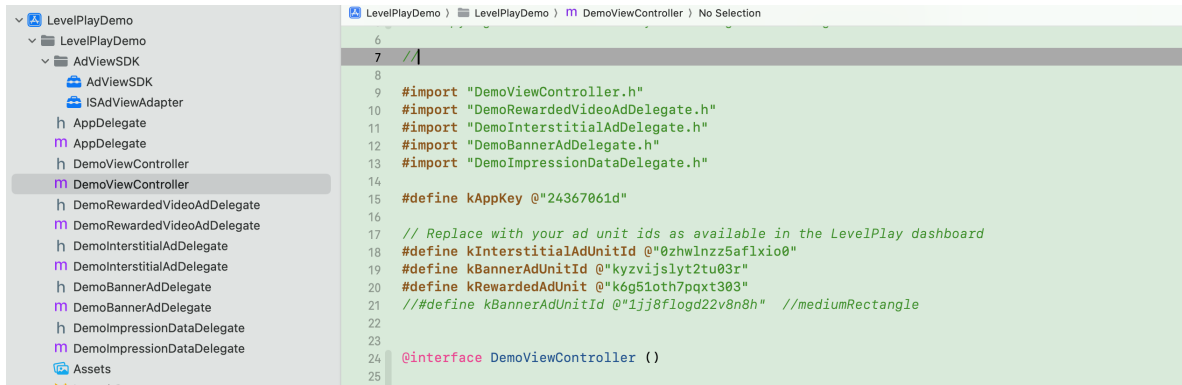 LevelPlayDemo
LevelPlayDemo
AdViewSDK
AdViewSDK
ISAdViewAdapter
h AppDelegate
m AppDelegate
h DemoViewController
m DemoViewController
h DemoRewardedVideoAdDelegate
m DemoRewardedVideoAdDelegate
h DemoInterstitialAdDelegate
m DemoInterstitialAdDelegate
h DemoBannerAdDelegate
m DemoBannerAdDelegate
h DemoImpressionDataDelegate
m DemoImpressionDataDelegate
Assets
LevelPlayDemo 〉 LevelPlayDemo 〉 m DemoViewController 〉 No Selection
6
7 //
8
9 #import "DemoViewController.h"
10 #import "DemoRewardedVideoAdDelegate.h"
11 #import "DemoInterstitialAdDelegate.h"
12 #import "DemoBannerAdDelegate.h"
13 #import "DemoImpressionDataDelegate.h"
14
15 #define kAppKey @"24367061d"
16
17 // Replace with your ad unit ids as available in the LevelPlay dashboard
18 #define kInterstitialAdUnitId @"0zhwlnzz5aflxio0"
19 #define kBannerAdUnitId @"kyzvijslyt2tu03r"
20 #define kRewardedAdUnit @"k6g51oth7pqxt303"
21 //#define kBannerAdUnitId @"1jj8flogd22v8n8h" //mediumRectangle
22
23
24 @interface DemoViewController ()
25